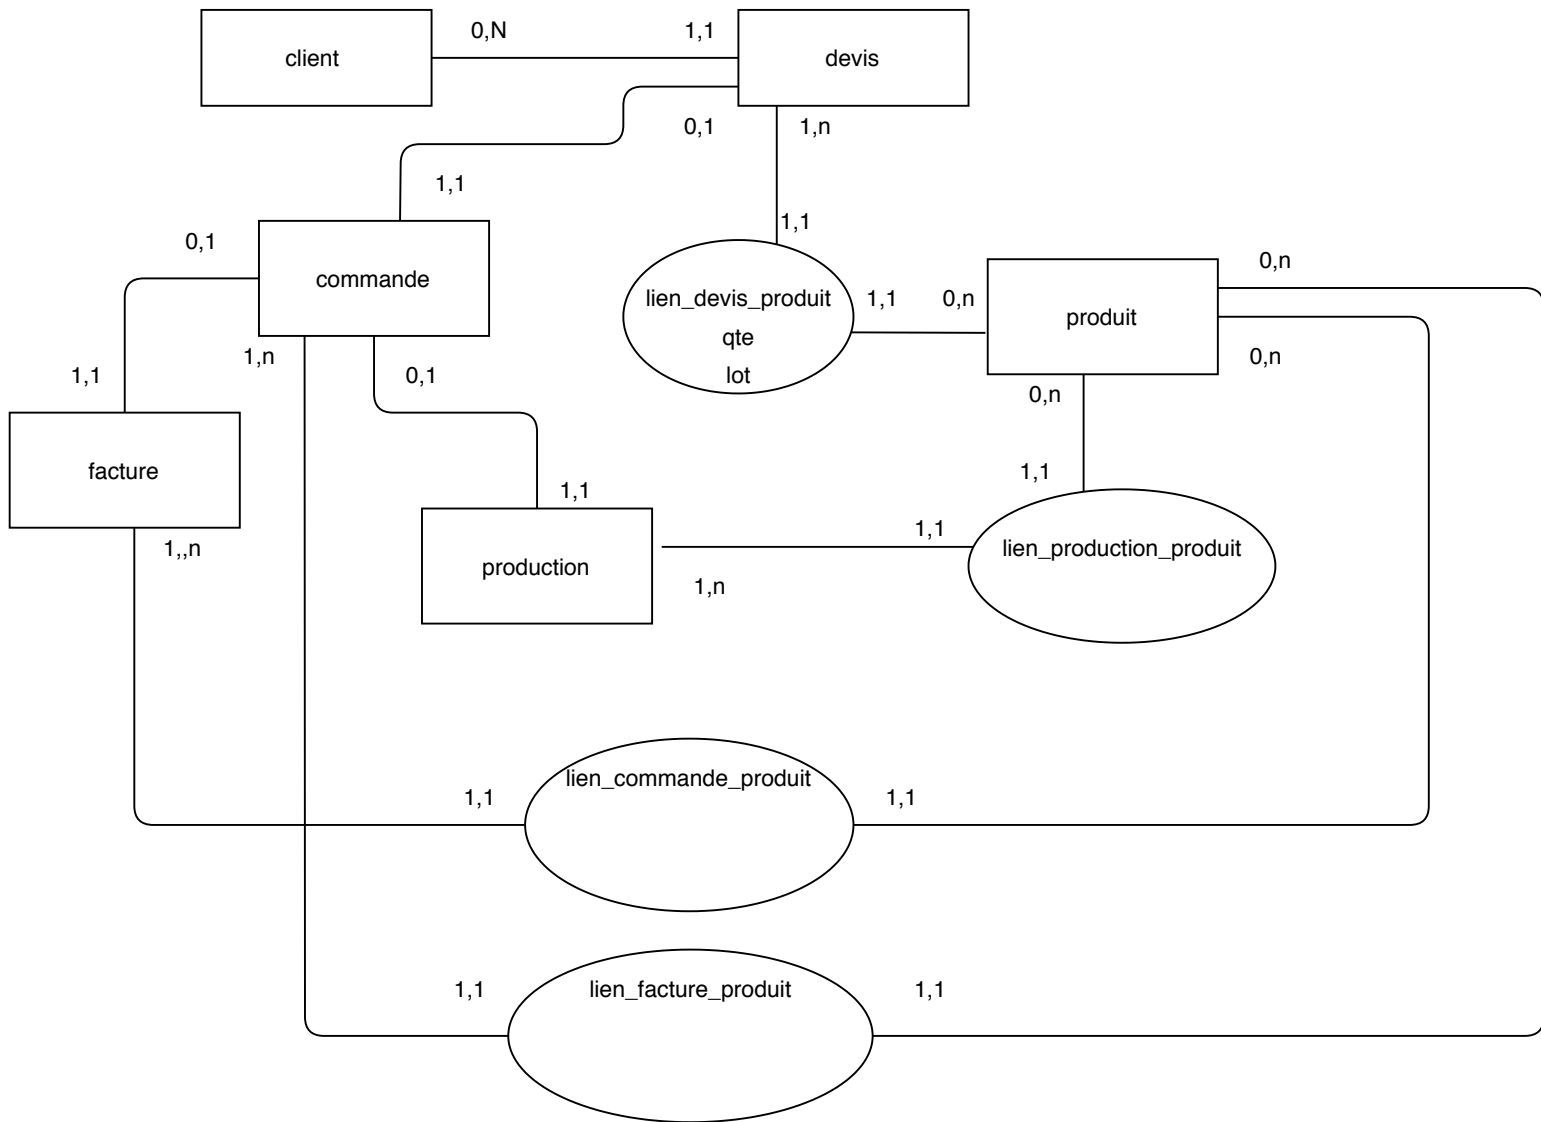 client
0,N
1,1
devis
0,1
1,n
1,1
1,1
0,1
commande
lien_devis_produit
qte
lot
1,1
0,n
produit
0,n
0,n
1,n
1,1
0,1
0,n
facture
1,1
1,1
1,,n
production
1,n
1,1
lien_production_produit
lien_commande_produit
1,1
1,1
1,1
lien_facture_produit
1,1